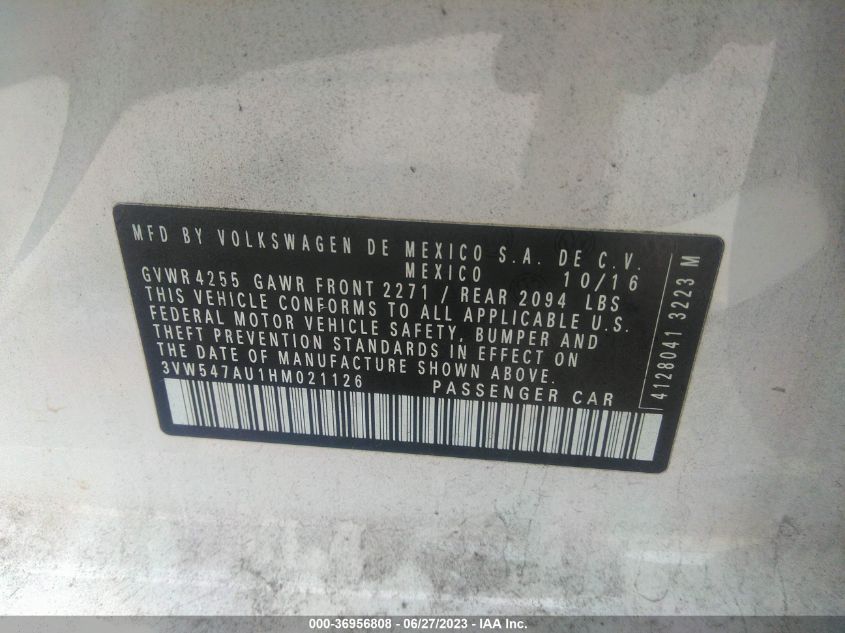 MFD BY VOLKSWAGEN DE MEXICO S.A. DE C.V.
MEXICO 10/16
GVWR 4255 GAWR FRONT 2271 / REAR 2094 LBS
THIS VEHICLE CONFORMS TO ALL APPLICABLE U.S.
FEDERAL MOTOR VEHICLE SAFETY, BUMPER AND
THEFT PREVENTION STANDARDS IN EFFECT ON
THE DATE OF MANUFACTURE SHOWN ABOVE.
3VW547AU1HM021126 PASSENGER CAR
4128041 3223 M
000-36956808 - 06/27/2023 - IAA Inc.